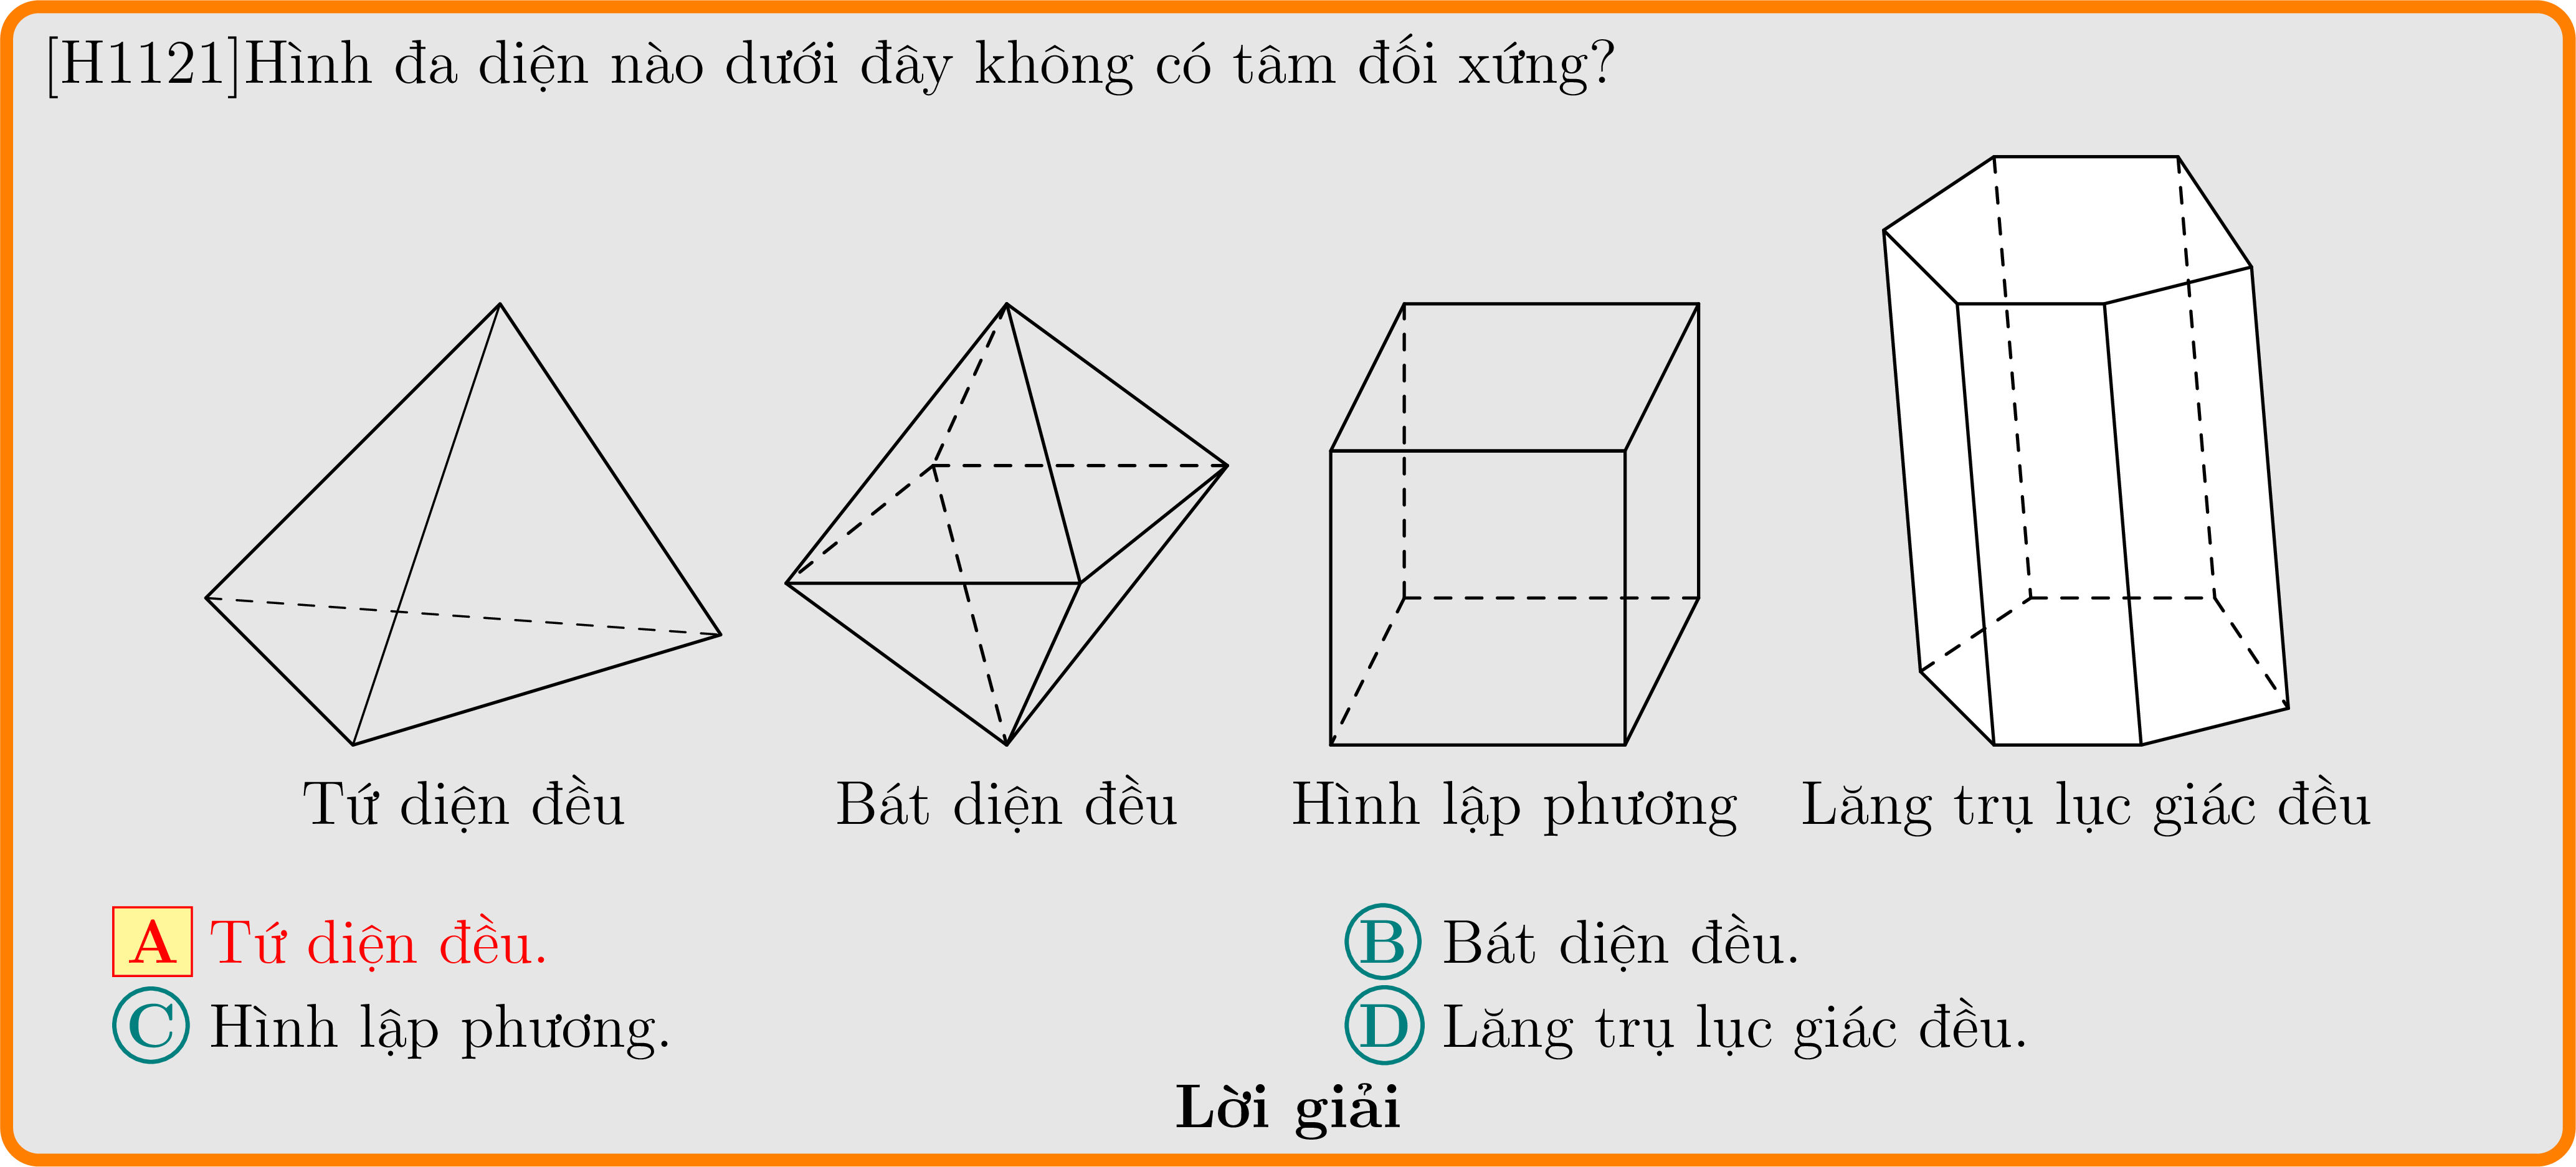 [H1121]Hình đa diện nào dưới đây không có tâm đối xứng?
Tứ diện đều Bát diện đều Hình lập phương Lăng trụ lục giác đều
A Tứ diện đều. B Bát diện đều.
C Hình lập phương. D Lăng trụ lục giác đều.
Lời giải